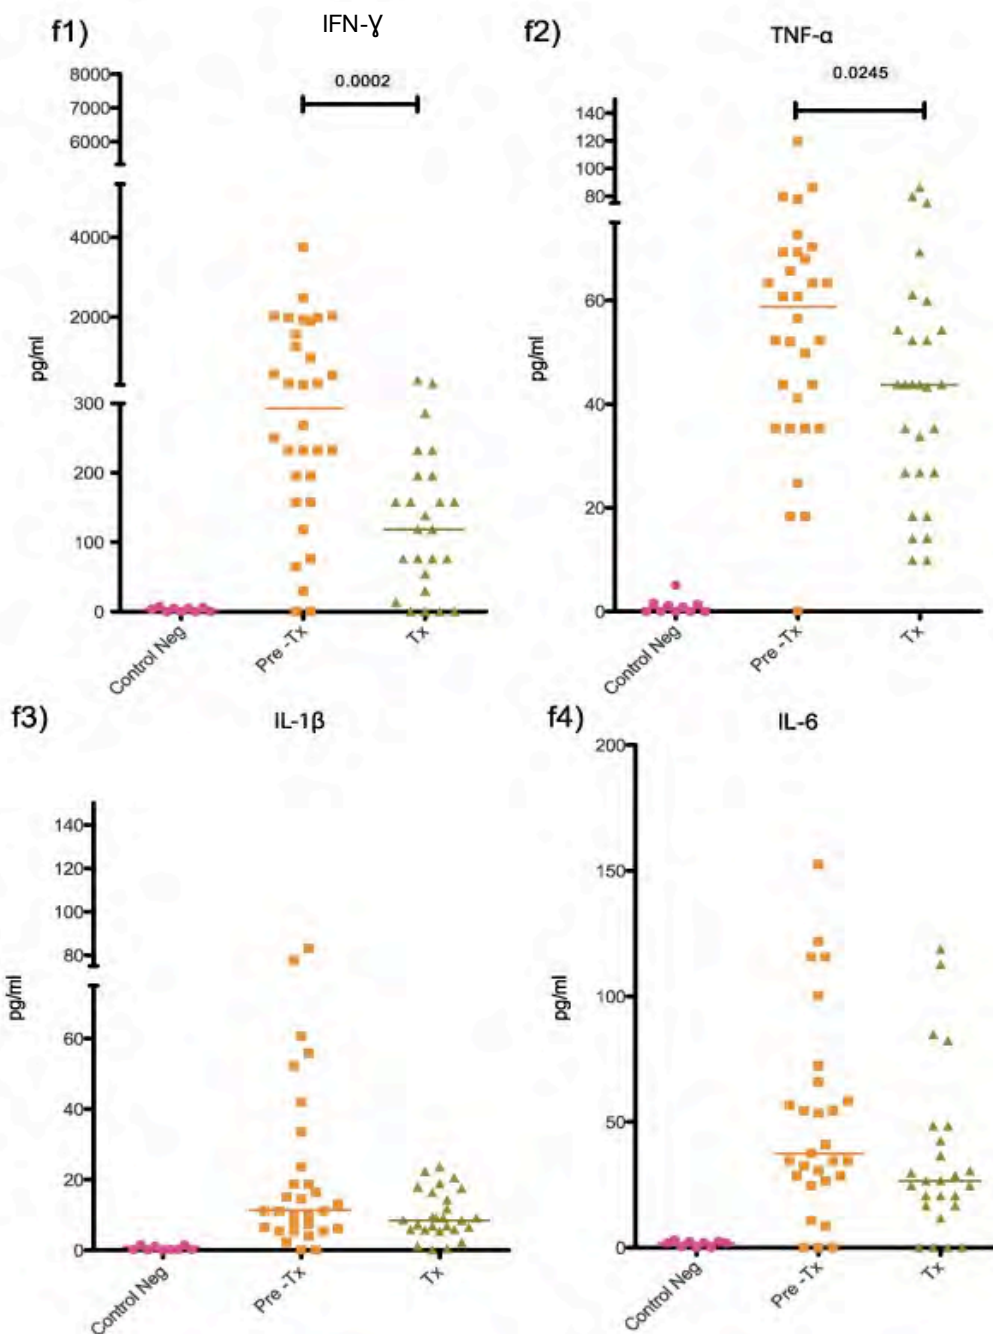 f1)
IFN-Ɣ
0.0002
8000
7000
6000
4000
2000
300
200
100
0
pg/ml
Control Neg
Pre -Tx
Tx
f2)
TNF-α
0.0245
140
120
100
80
60
40
20
0
pg/ml
Control Neg
Pre -Tx
Tx
f3)
IL-1β
140
120
100
80
60
40
20
0
pg/ml
Control Neg
Pre -Tx
Tx
f4)
IL-6
200
150
100
50
0
pg/ml
Control Neg
Pre -Tx
Tx